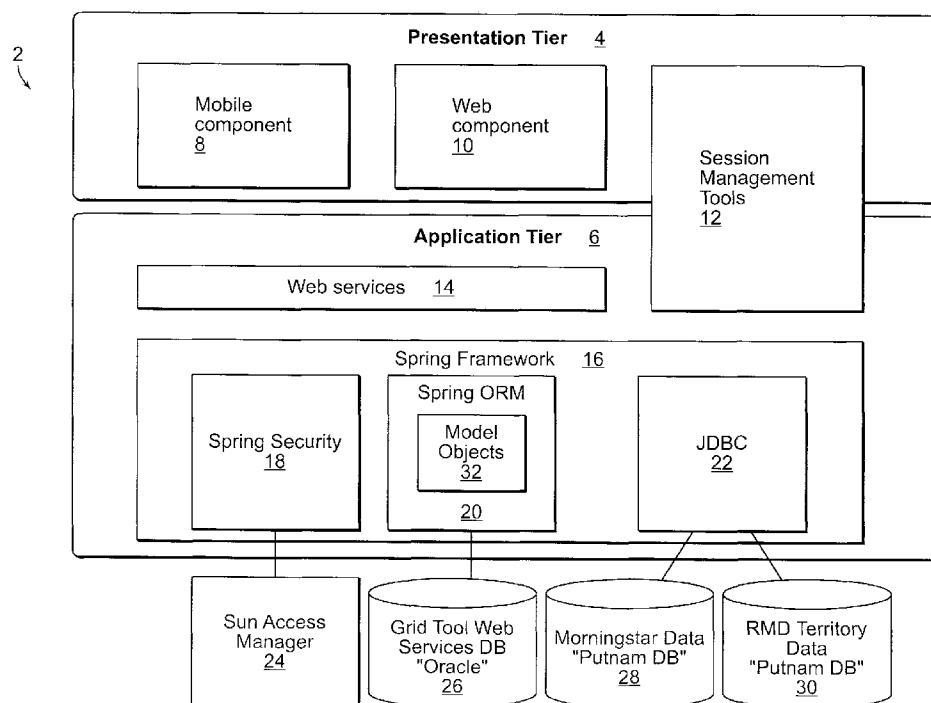 2
Presentation Tier 4
Mobile
component
8
Web
component
10
Session
Management
Tools
12
Application Tier 6
Web services 14
Spring Framework 16
Spring Security
18
Spring ORM
Model
Objects
32
20
JDBC
22
Sun Access
Manager
24
Grid Tool Web
Services DB
"Oracle"
26
Morningstar Data
"Putnam DB"
28
RMD Territory
Data
"Putnam DB"
30